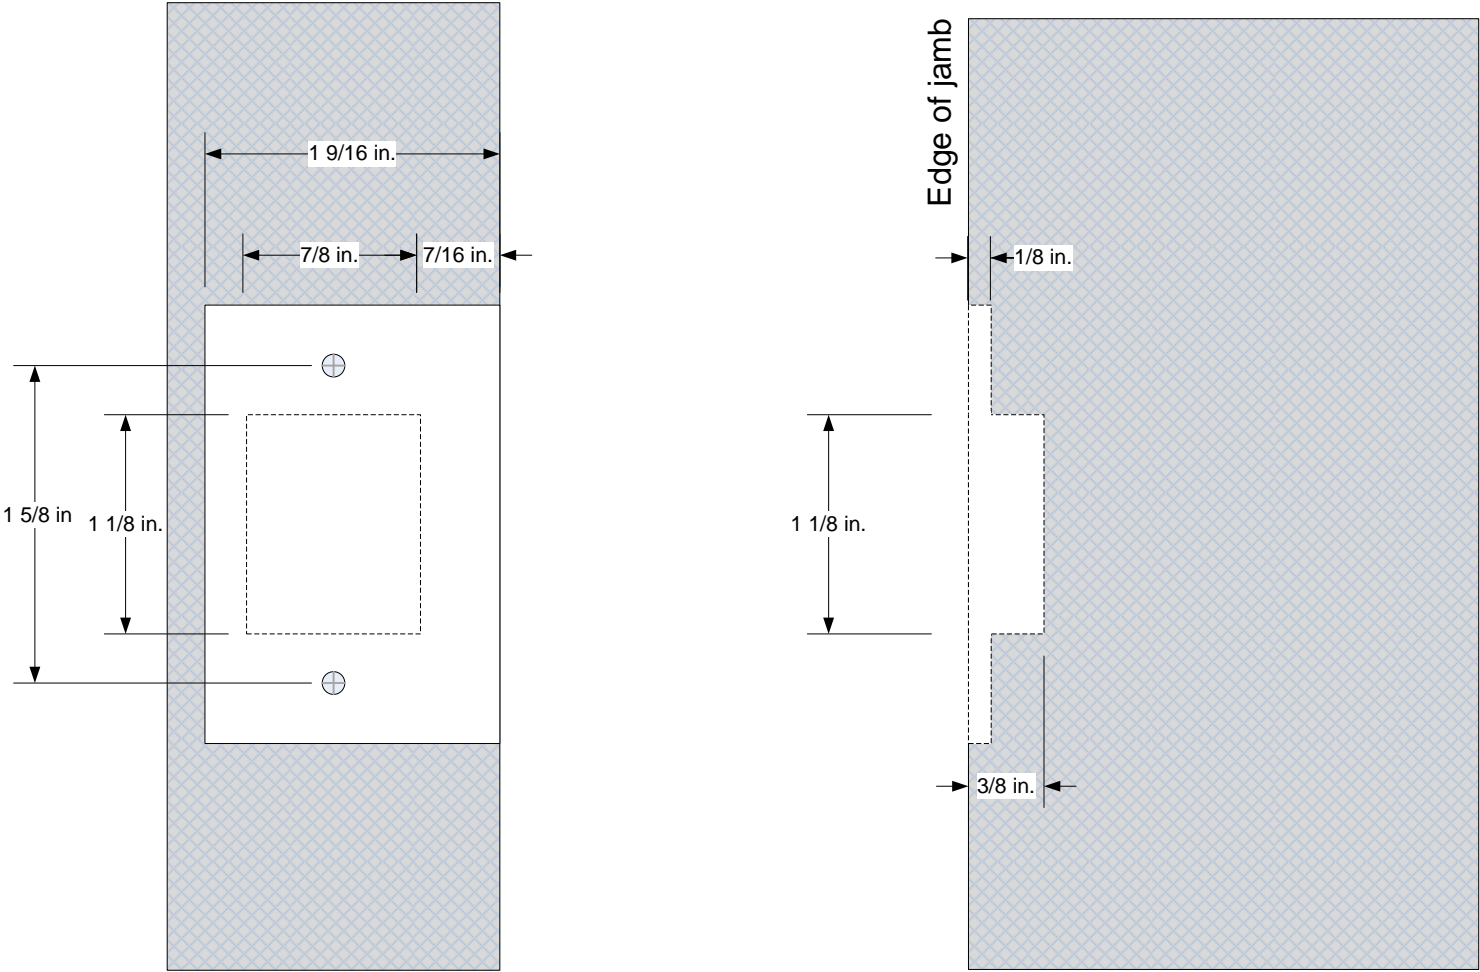 Edge of jamb
1 9/16 in.
7/8 in.
7/16 in.
1/8 in.
1 5/8 in
1 1/8 in.
1 1/8 in.
3/8 in.